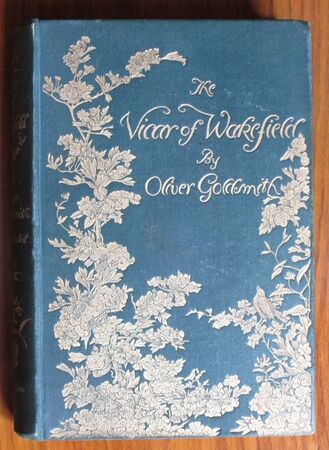 The
Vicar of Wakefield
By
Oliver Goldsmith